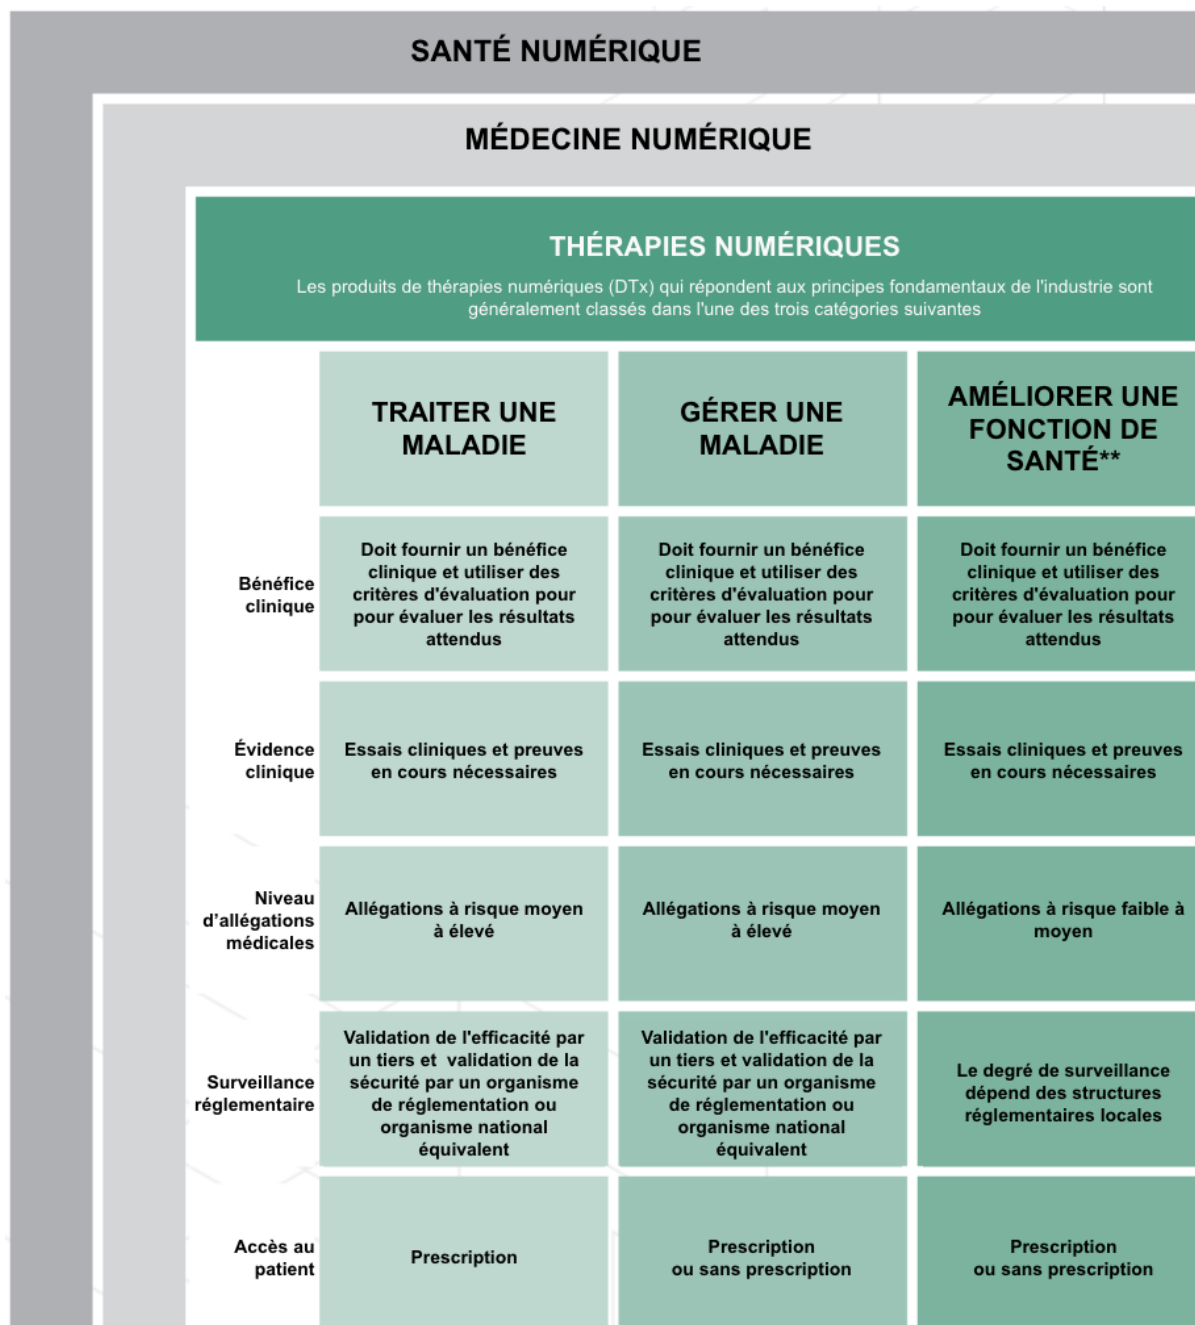 SANTÉ NUMÉRIQUE
MÉDECINE NUMÉRIQUE
THÉRAPIES NUMÉRIQUES
Les produits de thérapies numériques (DTx) qui répondent aux principes fondamentaux de l'industrie sont
généralement classés dans l'une des trois catégories suivantes
TRAITER UNE
MALADIE
GÉRER UNE
MALADIE
AMÉLIORER UNE
FONCTION DE
SANTÉ**
Bénéfice
clinique
Doit fournir un bénéfice
clinique et utiliser des
critères d'évaluation pour
pour évaluer les résultats
attendus
Doit fournir un bénéfice
clinique et utiliser des
critères d'évaluation pour
pour évaluer les résultats
attendus
Doit fournir un bénéfice
clinique et utiliser des
critères d'évaluation pour
pour évaluer les résultats
attendus
Évidence
clinique
Essais cliniques et preuves
en cours nécessaires
Essais cliniques et preuves
en cours nécessaires
Essais cliniques et preuves
en cours nécessaires
Niveau
d’allégations
médicales
Allégations à risque moyen
à élevé
Allégations à risque moyen
à élevé
Allégations à risque faible à
moyen
Surveillance
réglementaire
Validation de l'efficacité par
un tiers et validation de la
sécurité par un organisme
de réglementation ou
organisme national
équivalent
Validation de l'efficacité par
un tiers et validation de la
sécurité par un organisme
de réglementation ou
organisme national
équivalent
Le degré de surveillance
dépend des structures
réglementaires locales
Accès au
patient
Prescription
Prescription
ou sans prescription
Prescription
ou sans prescription